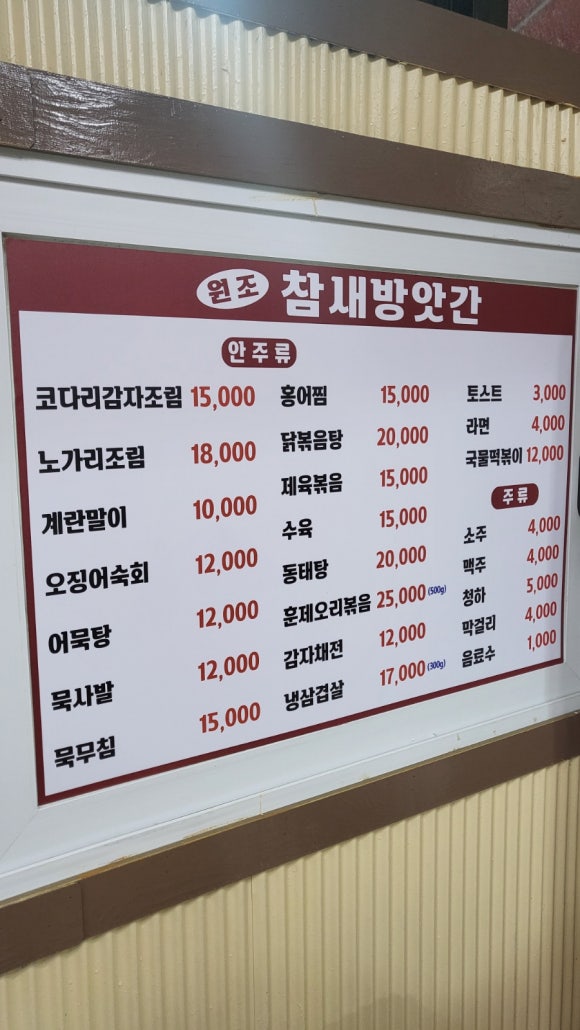 원조 참새방앗간
안주류
코다리감자조림 15,000
노가리조림 18,000
계란말이 10,000
오징어숙회 12,000
어묵탕 12,000
묵사발 12,000
묵무침 15,000
홍어찜 15,000
닭볶음탕 20,000
제육볶음 15,000
수육 15,000
동태탕 20,000
훈제오리볶음 25,000 (500g)
감자채전 12,000
냉삼겹살 17,000 (300g)
토스트 3,000
라면 4,000
국물떡볶이 12,000
주류
소주 4,000
맥주 4,000
청하 5,000
막걸리 4,000
음료수 1,000